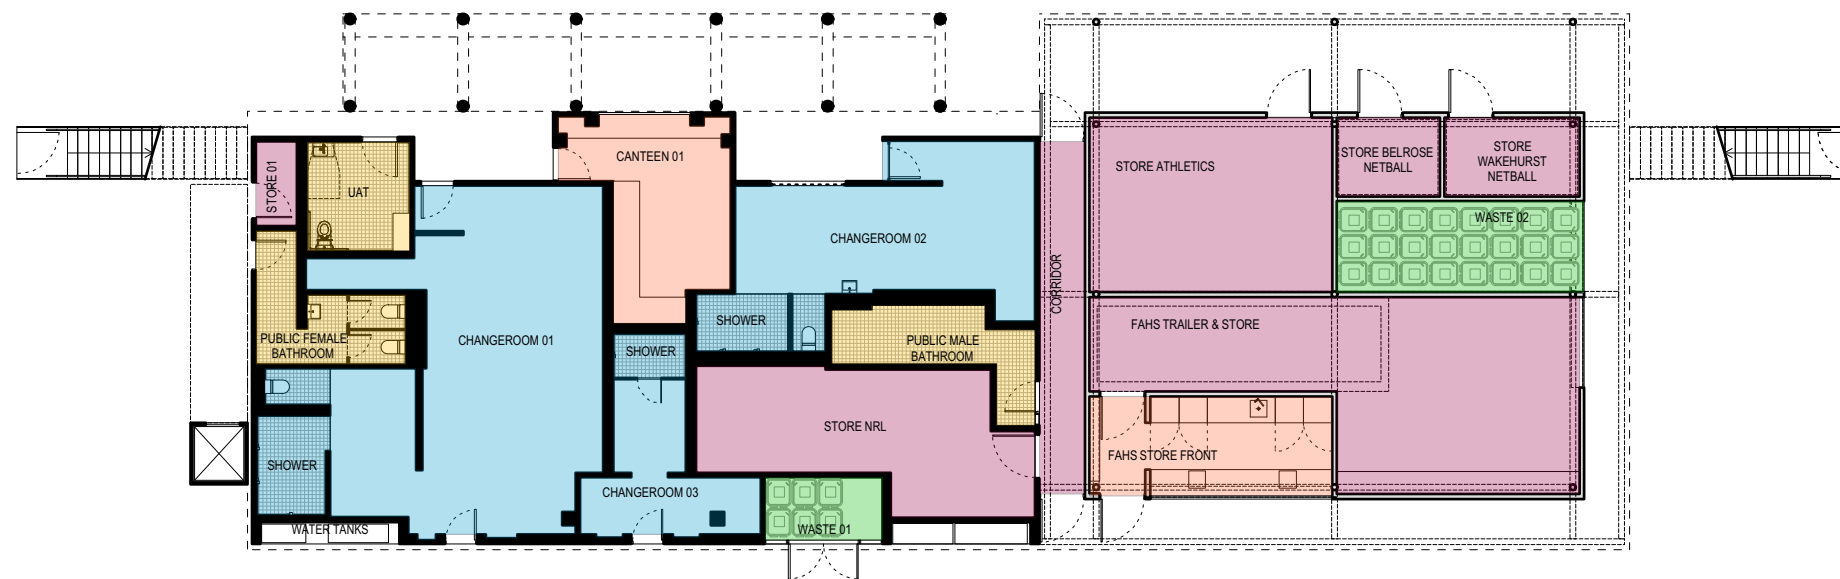 CANTEEN 01
STORE ATHLETICS
STORE BELROSE
NETBALL
STORE
WAKEHURST
NETBALL
STORE 01
UAT
WASTE 02
CHANGEROOM 02
CORRIDOR
SHOWER
FAHS TRAILER & STORE
PUBLIC FEMALE
BATHROOM
CHANGEROOM 01
SHOWER
PUBLIC MALE
BATHROOM
STORE NRL
FAHS STORE FRONT
SHOWER
CHANGEROOM 03
WATER TANKS
WASTE 01